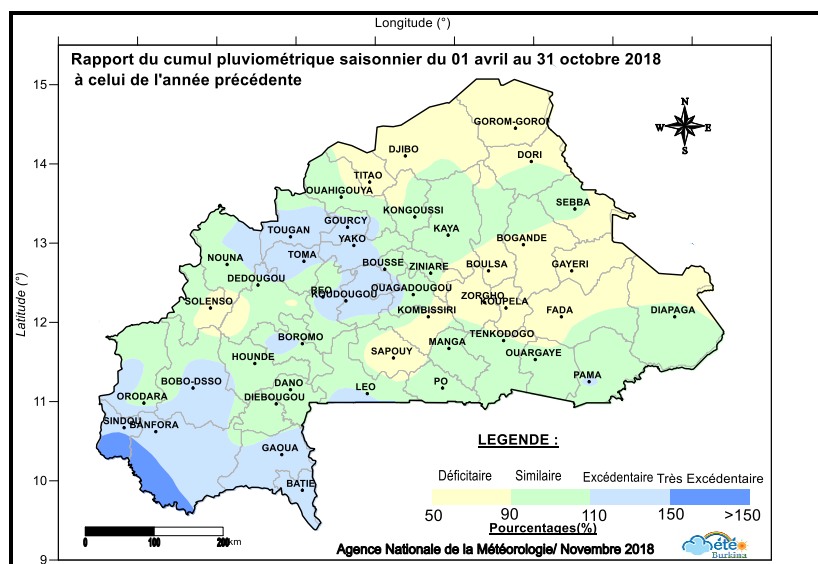 Longitude (°)
Rapport du cumul pluviométrique saisonnier du 01 avril au 31 octobre 2018
à celui de l'année précédente
15
14
13
12
11
10
9
Latitude (°)
N
W E
S
GOROM-GOROM
DJIBO
DORI
TITAO
OUAHIGOUYA
SEBBA
KONGOUSSI
GOURCY
KAYA
TOUGAN
YAKO
BOGANDE
NOUNA
TOMA
BOUSSE
ZINIARE
BOULSA
GAYERI
DEDOUGOU
REO
KOUDOUGOU
OUAGADOUGOU
SOLENSO
ZORGHO
KOUPELA
KOMBISSIRI
FADA
DIAPAGA
BOROMO
MANGA
TENKODOGO
HOUNDE
SAPOUY
OUARGAYE
BOBO-DSSO
DANO
LEO
PO
PAMA
ORODARA
DIEBOUGOU
SINDOU
BANFORA
GAOUA
BATIE
LEGENDE :
Déficitaire Similaire Excédentaire Très Excédentaire
50 90 110 150 >150
Pourcentages(%)
0 100 200 km
Agence Nationale de la Météorologie/ Novembre 2018
météo
Burkina